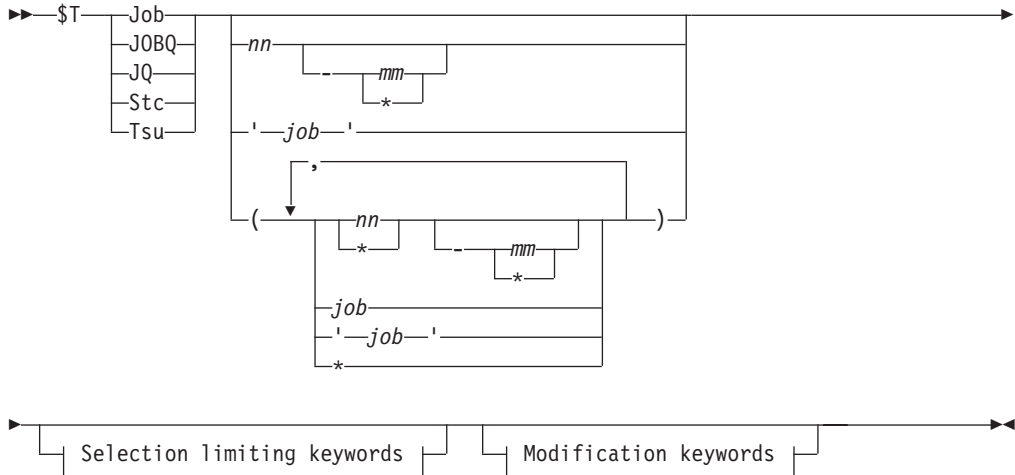 $T Job
JOBQ
JQ
Stc
Tsu
nn
- mm
*
' job '
,
( nn - mm )
* *
job
' job '
*
Selection limiting keywords Modification keywords